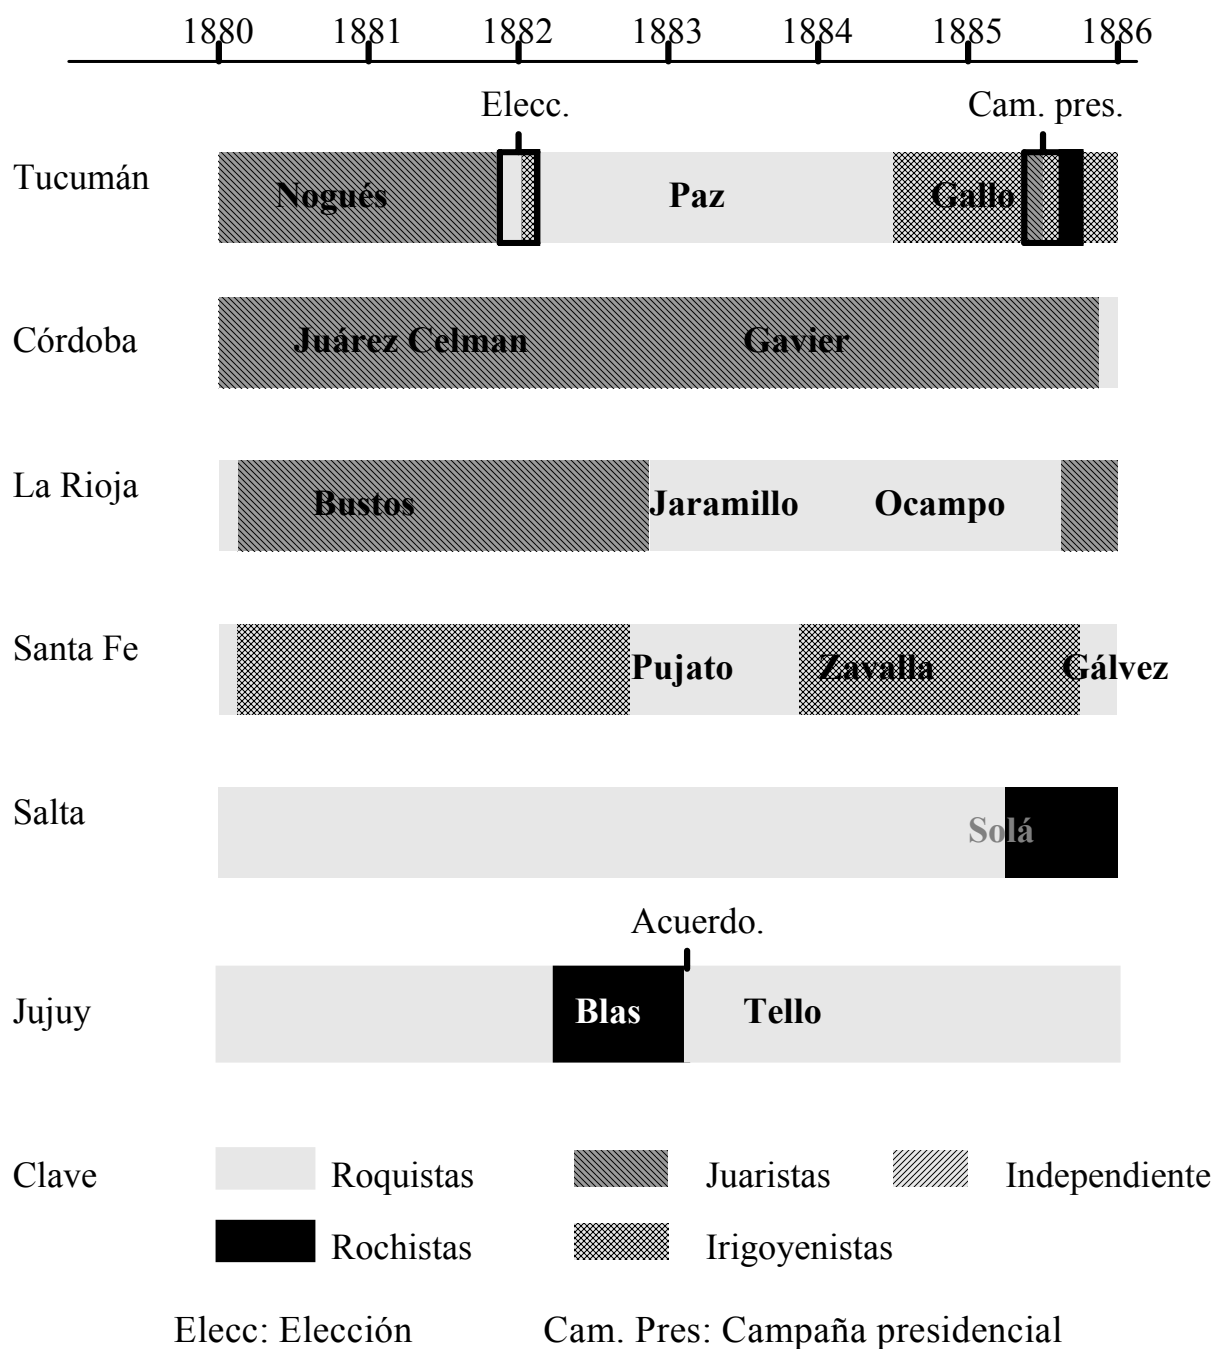 1880 1881 1882 1883 1884 1885 1886
Elecc. Cam. pres.
Tucumán Nogués Paz Gallo
Córdoba Juárez Celman Gavier
La Rioja Bustos Jaramillo Ocampo
Santa Fe Pujato Zavalla Gálvez
Salta Solá
Acuerdo.
Jujuy Blas Tello
Clave Roquistas Juaristas Independiente
Rochistas Irigoyenistas
Elecc: Elección Cam. Pres: Campaña presidencial